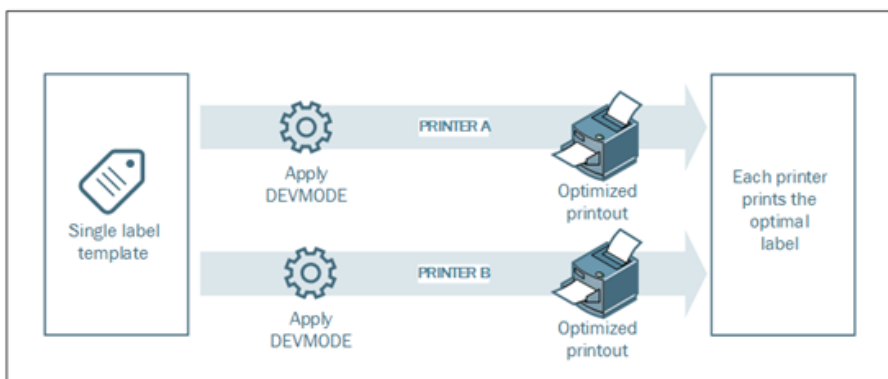 Single label
template
PRINTER A
Apply
DEVMODE
Optimized
printout
PRINTER B
Apply
DEVMODE
Optimized
printout
Each printer
prints the
optimal
label